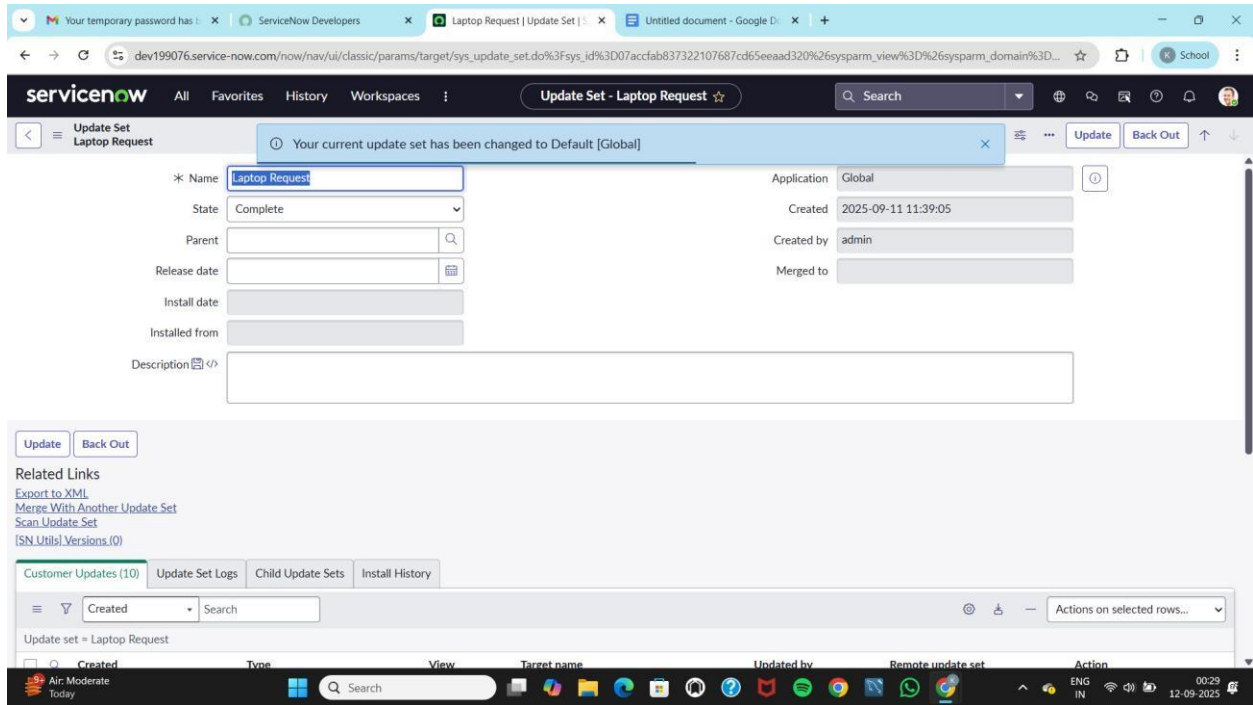 Your temporary password has b
ServiceNow Developers
Laptop Request | Update Set | S
Untitled document - Google D
dev199076.service-now.com/now/nav/ui/classic/params/target/sys_update_set.do%3Fsys_id%3D07accfab837322107687cd65eeaad320%26sysparm_view%3D%26sysparm_domain%3D...
K School
servicenow All Favorites History Workspaces Update Set - Laptop Request Search
Update Set
Laptop Request
Your current update set has been changed to Default [Global]
Update Back Out
Name Laptop Request Application Global
State Complete Created 2025-09-11 11:39:05
Parent Created by admin
Release date Merged to
Install date
Installed from
Description
Update Back Out
Related Links
Export to XML
Merge With Another Update Set
Scan Update Set
[SN Utils] Versions (0)
Customer Updates (10) Update Set Logs Child Update Sets Install History
Created Search Actions on selected rows...
Update set = Laptop Request
Created Type View Target name Updated by Remote update set Action
9+ Air: Moderate
Today
Search
ENG
IN
00:29
12-09-2025